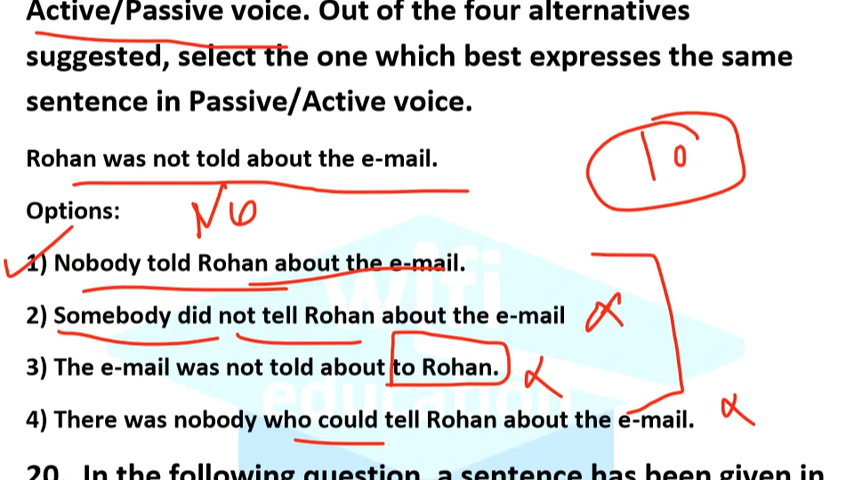 Active/Passive voice. Out of the four alternatives
suggested, select the one which best expresses the same
sentence in Passive/Active voice.
10
Rohan was not told about the e-mail.
Options:
No
1) Nobody told Rohan about the e-mail.
2) Somebody did not tell Rohan about the e-mail
3) The e-mail was not told about to Rohan.
4) There was nobody who could tell Rohan about the e-mail.
20. In the following question, a sentence has been given in
wifi
education